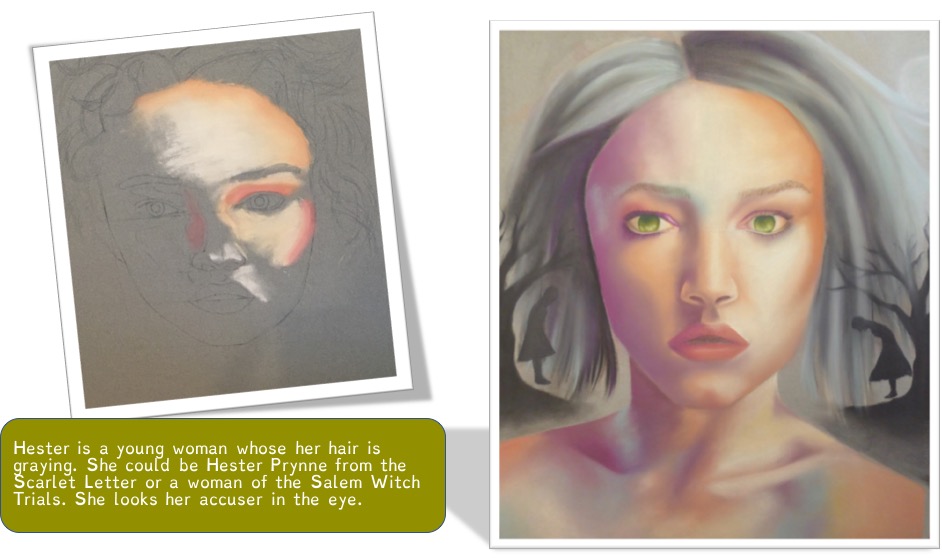 Hester is a young woman whose her hair is
graying. She could be Hester Prynne from the
Scarlet Letter or a woman of the Salem Witch
Trials. She looks her accuser in the eye.